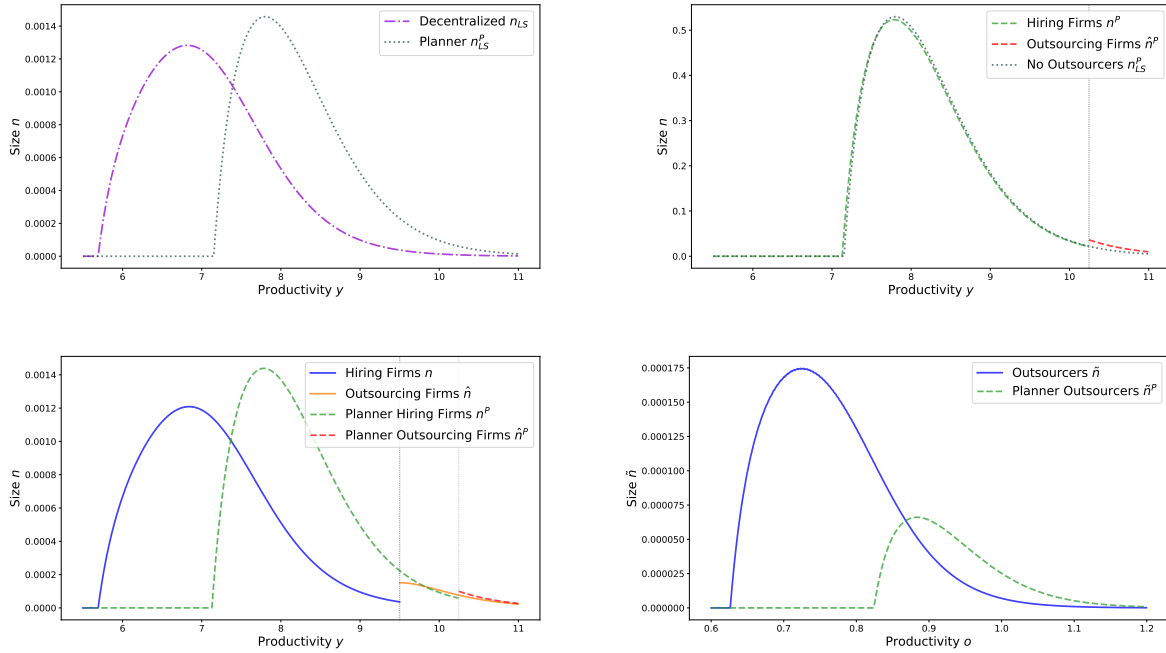 Size n
0.0014
0.0012
0.0010
0.0008
0.0006
0.0004
0.0002
0.0000
Decentralized n_LS
Planner n^P_LS
6 7 8 9 10 11
Productivity y
Size n
0.5
0.4
0.3
0.2
0.1
0.0
Hiring Firms n^P
Outsourcing Firms n̂^P
No Outsourcers n^P_LS
6 7 8 9 10 11
Productivity y
Size n
0.0014
0.0012
0.0010
0.0008
0.0006
0.0004
0.0002
0.0000
Hiring Firms n
Outsourcing Firms n̂
Planner Hiring Firms n^P
Planner Outsourcing Firms n̂^P
6 7 8 9 10 11
Productivity y
Size ñ
0.000175
0.000150
0.000125
0.000100
0.000075
0.000050
0.000025
0.000000
Outsourcers ñ
Planner Outsourcers ñ^P
0.6 0.7 0.8 0.9 1.0 1.1 1.2
Productivity o